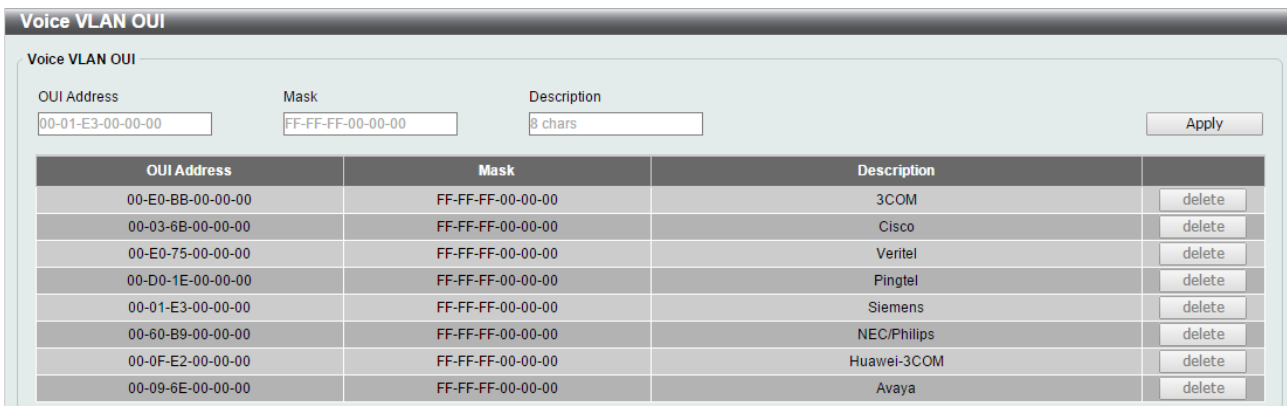 Voice VLAN OUI
Voice VLAN OUI
OUI Address Mask Description
00-01-E3-00-00-00 FF-FF-FF-00-00-00 8 chars Apply
OUI Address Mask Description
00-E0-BB-00-00-00 FF-FF-FF-00-00-00 3COM delete
00-03-6B-00-00-00 FF-FF-FF-00-00-00 Cisco delete
00-E0-75-00-00-00 FF-FF-FF-00-00-00 Veritel delete
00-D0-1E-00-00-00 FF-FF-FF-00-00-00 Pingtel delete
00-01-E3-00-00-00 FF-FF-FF-00-00-00 Siemens delete
00-60-B9-00-00-00 FF-FF-FF-00-00-00 NEC/Philips delete
00-0F-E2-00-00-00 FF-FF-FF-00-00-00 Huawei-3COM delete
00-09-6E-00-00-00 FF-FF-FF-00-00-00 Avaya delete